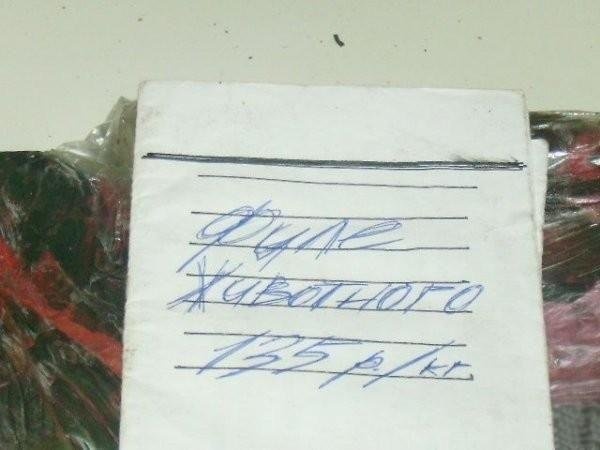 Филе
животного
135 р/кг.